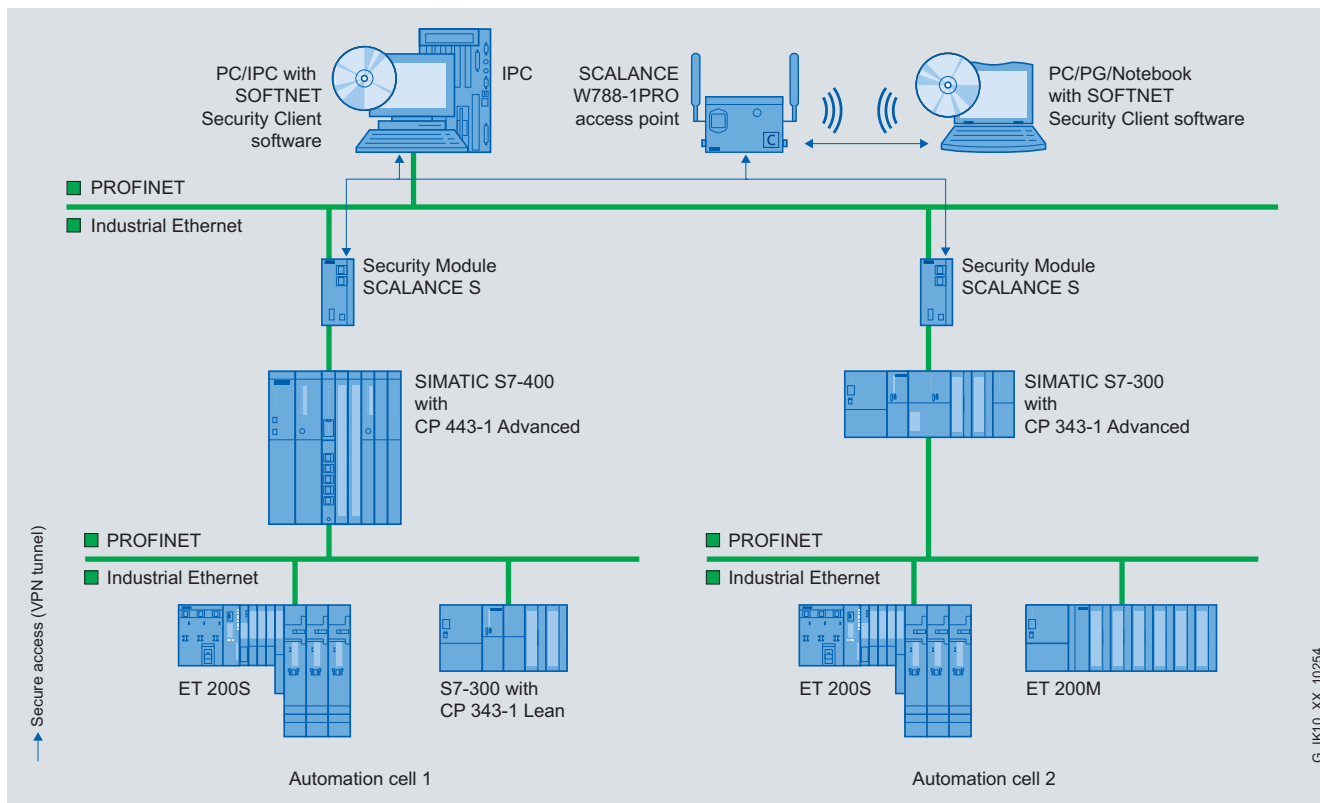 PC/IPC with
SOFTNET
Security Client
software
IPC
SCALANCE
W788-1PRO
access point
C
PC/PG/Notebook
with SOFTNET
Security Client software
PROFINET
Industrial Ethernet
Security Module
SCALANCE S
Security Module
SCALANCE S
SIMATIC S7-400
with
CP 443-1 Advanced
SIMATIC S7-300
with
CP 343-1 Advanced
PROFINET
Industrial Ethernet
PROFINET
Industrial Ethernet
ET 200S
S7-300 with
CP 343-1 Lean
ET 200S
ET 200M
Automation cell 1
Automation cell 2
Secure access (VPN tunnel)
G_IK10_XX_10254